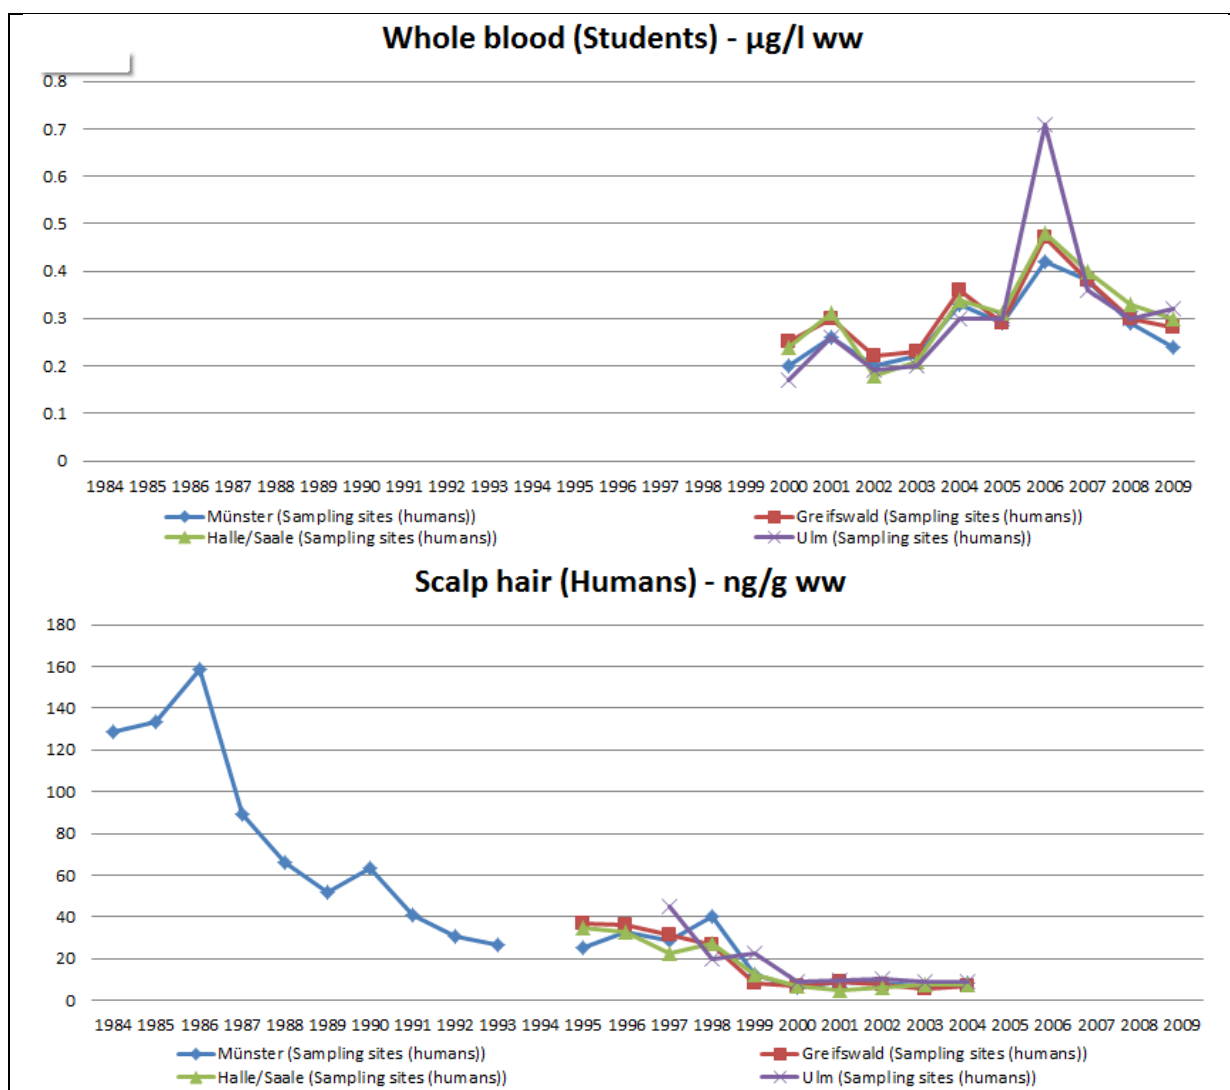 Whole blood (Students) - µg/l ww
0.8
0.7
0.6
0.5
0.4
0.3
0.2
0.1
0
1984 1985 1986 1987 1988 1989 1990 1991 1992 1993 1994 1995 1996 1997 1998 1999 2000 2001 2002 2003 2004 2005 2006 2007 2008 2009
Münster (Sampling sites (humans)) Greifswald (Sampling sites (humans))
Halle/Saale (Sampling sites (humans)) Ulm (Sampling sites (humans))
Scalp hair (Humans) - ng/g ww
180
160
140
120
100
80
60
40
20
0
1984 1985 1986 1987 1988 1989 1990 1991 1992 1993 1994 1995 1996 1997 1998 1999 2000 2001 2002 2003 2004 2005 2006 2007 2008 2009
Münster (Sampling sites (humans)) Greifswald (Sampling sites (humans))
Halle/Saale (Sampling sites (humans)) Ulm (Sampling sites (humans))